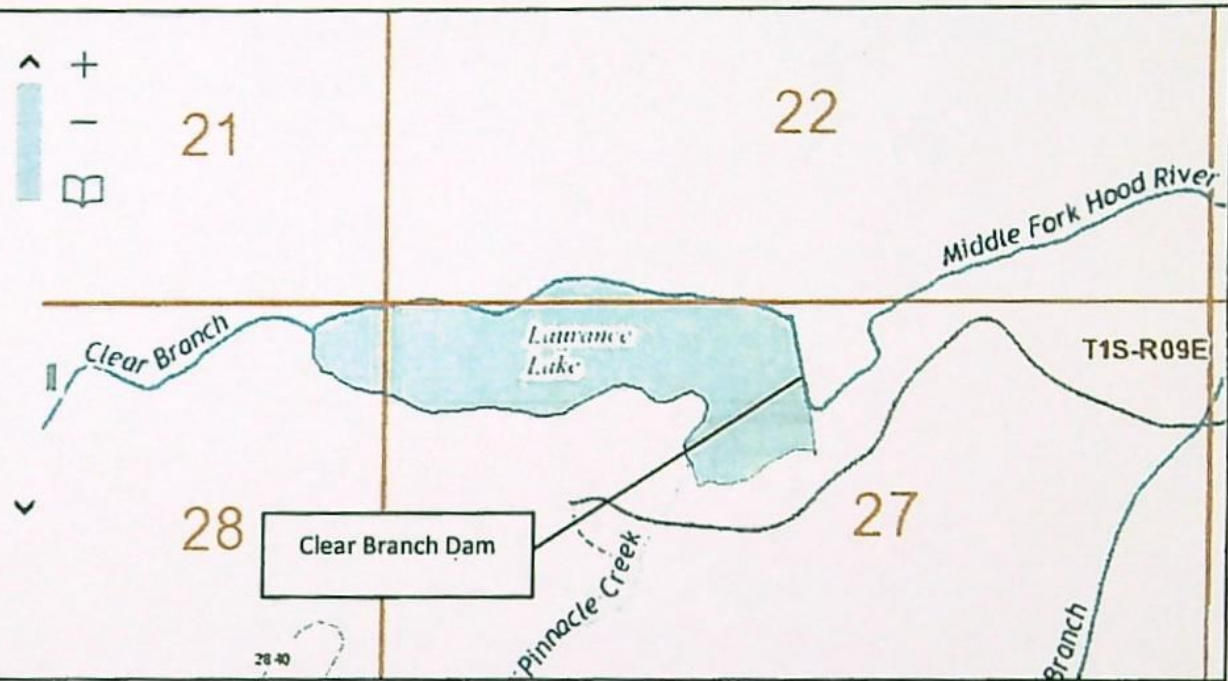 21
22
Middle Fork Hood River
Clear Branch
Laurance
Lake
T1S-R09E
28
27
Clear Branch Dam
Pinnacle Creek
2840
Branch